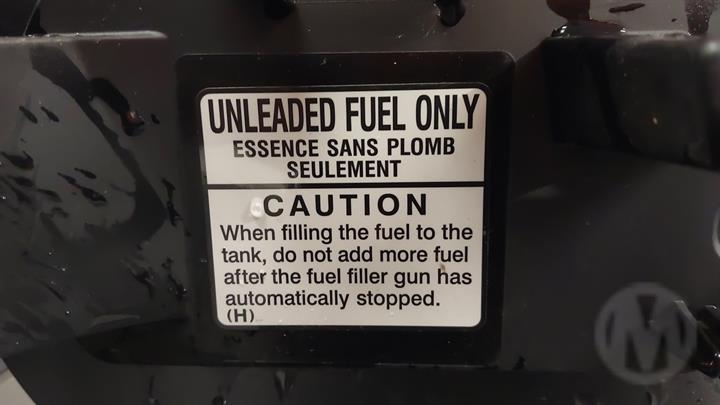 UNLEADED FUEL ONLY
ESSENCE SANS PLOMB
SEULEMENT
CAUTION
When filling the fuel to the
tank, do not add more fuel
after the fuel filler gun has
automatically stopped.
(H)
M